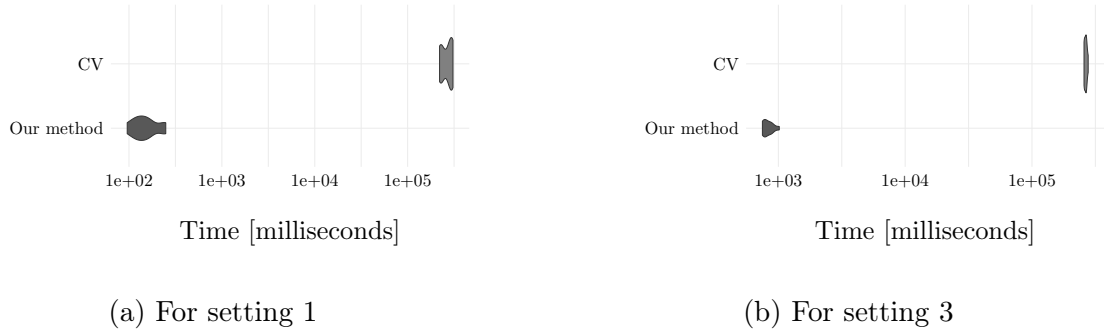 CV
Our method
1e+02 1e+03 1e+04 1e+05
Time [milliseconds]
(a) For setting 1
CV
Our method
1e+03 1e+04 1e+05
Time [milliseconds]
(b) For setting 3